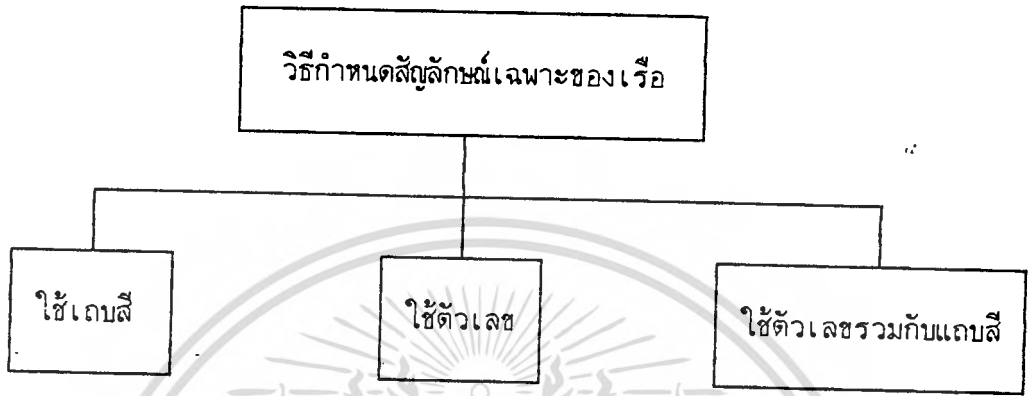 วิธีกำหนดสัญลักษณ์เฉพาะของเรือ
ใช้เถบสี
ใช้ตัวเลข
ใช้ตัวเลขรวมกับแถบสี